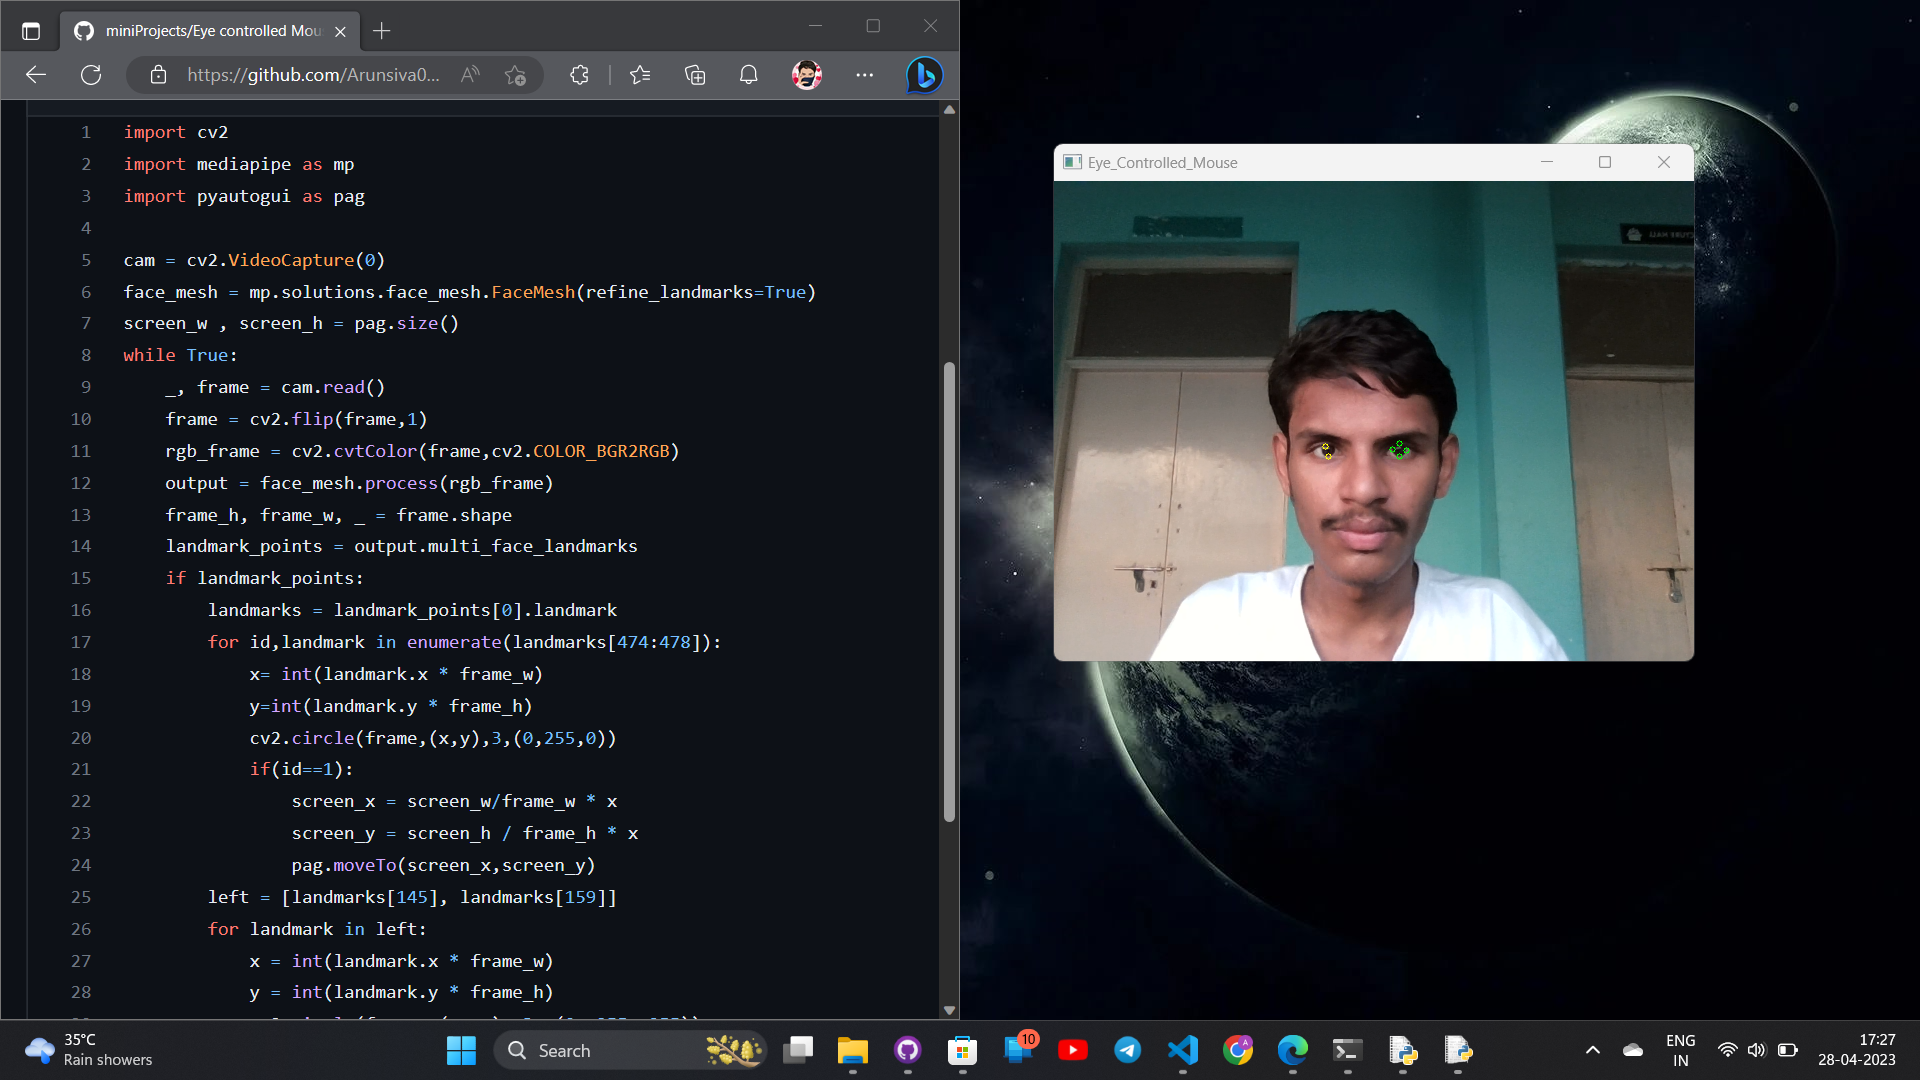 miniProjects/Eye controlled Mou
https://github.com/Arunsiva0...
1 import cv2
2 import mediapipe as mp
3 import pyautogui as pag
4
5 cam = cv2.VideoCapture(0)
6 face_mesh = mp.solutions.face_mesh.FaceMesh(refine_landmarks=True)
7 screen_w , screen_h = pag.size()
8 while True:
9 _, frame = cam.read()
10 frame = cv2.flip(frame,1)
11 rgb_frame = cv2.cvtColor(frame,cv2.COLOR_BGR2RGB)
12 output = face_mesh.process(rgb_frame)
13 frame_h, frame_w, _ = frame.shape
14 landmark_points = output.multi_face_landmarks
15 if landmark_points:
16 landmarks = landmark_points[0].landmark
17 for id,landmark in enumerate(landmarks[474:478]):
18 x= int(landmark.x * frame_w)
19 y=int(landmark.y * frame_h)
20 cv2.circle(frame,(x,y),3,(0,255,0))
21 if(id==1):
22 screen_x = screen_w/frame_w * x
23 screen_y = screen_h / frame_h * x
24 pag.moveTo(screen_x,screen_y)
25 left = [landmarks[145], landmarks[159]]
26 for landmark in left:
27 x = int(landmark.x * frame_w)
28 y = int(landmark.y * frame_h)
Eye_Controlled_Mouse
35°C
Rain showers
Search
10
ENG
IN
17:27
28-04-2023